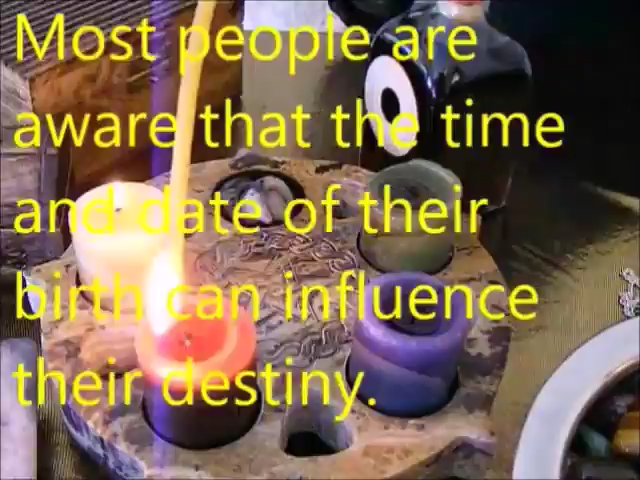 Most people are
aware that the time
and date of their
birth can influence
their destiny.